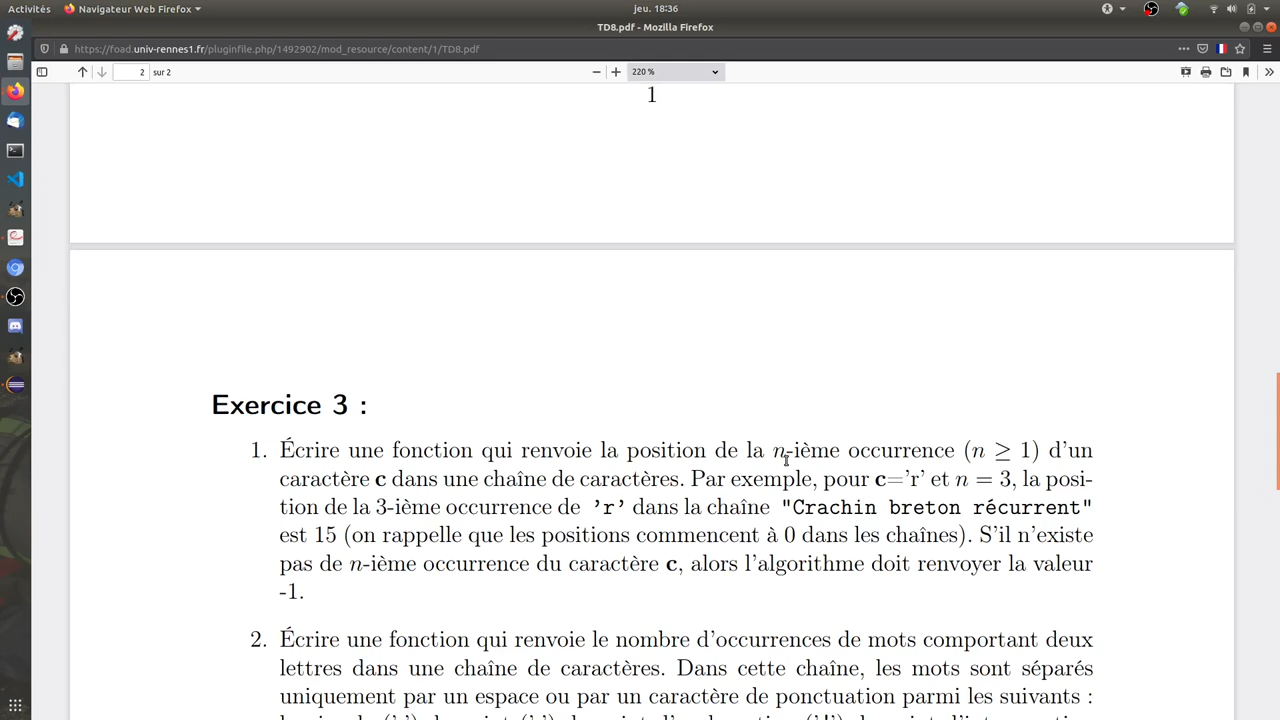 Activités
Navigateur Web Firefox
jeu. 18:36
TD8.pdf - Mozilla Firefox
https://foad.univ-rennes1.fr/pluginfile.php/1492902/mod_resource/content/1/TD8.pdf
2 sur 2
220 %
1
Exercice 3 :
1. Écrire une fonction qui renvoie la position de la n-ième occurrence (n ≥ 1) d'un
caractère c dans une chaîne de caractères. Par exemple, pour c='r' et n = 3, la posi-
tion de la 3-ième occurrence de 'r' dans la chaîne "Crachin breton récurrent"
est 15 (on rappelle que les positions commencent à 0 dans les chaînes). S'il n'existe
pas de n-ième occurrence du caractère c, alors l'algorithme doit renvoyer la valeur
-1.
2. Écrire une fonction qui renvoie le nombre d'occurrences de mots comportant deux
lettres dans une chaîne de caractères. Dans cette chaîne, les mots sont séparés
uniquement par un espace ou par un caractère de ponctuation parmi les suivants :